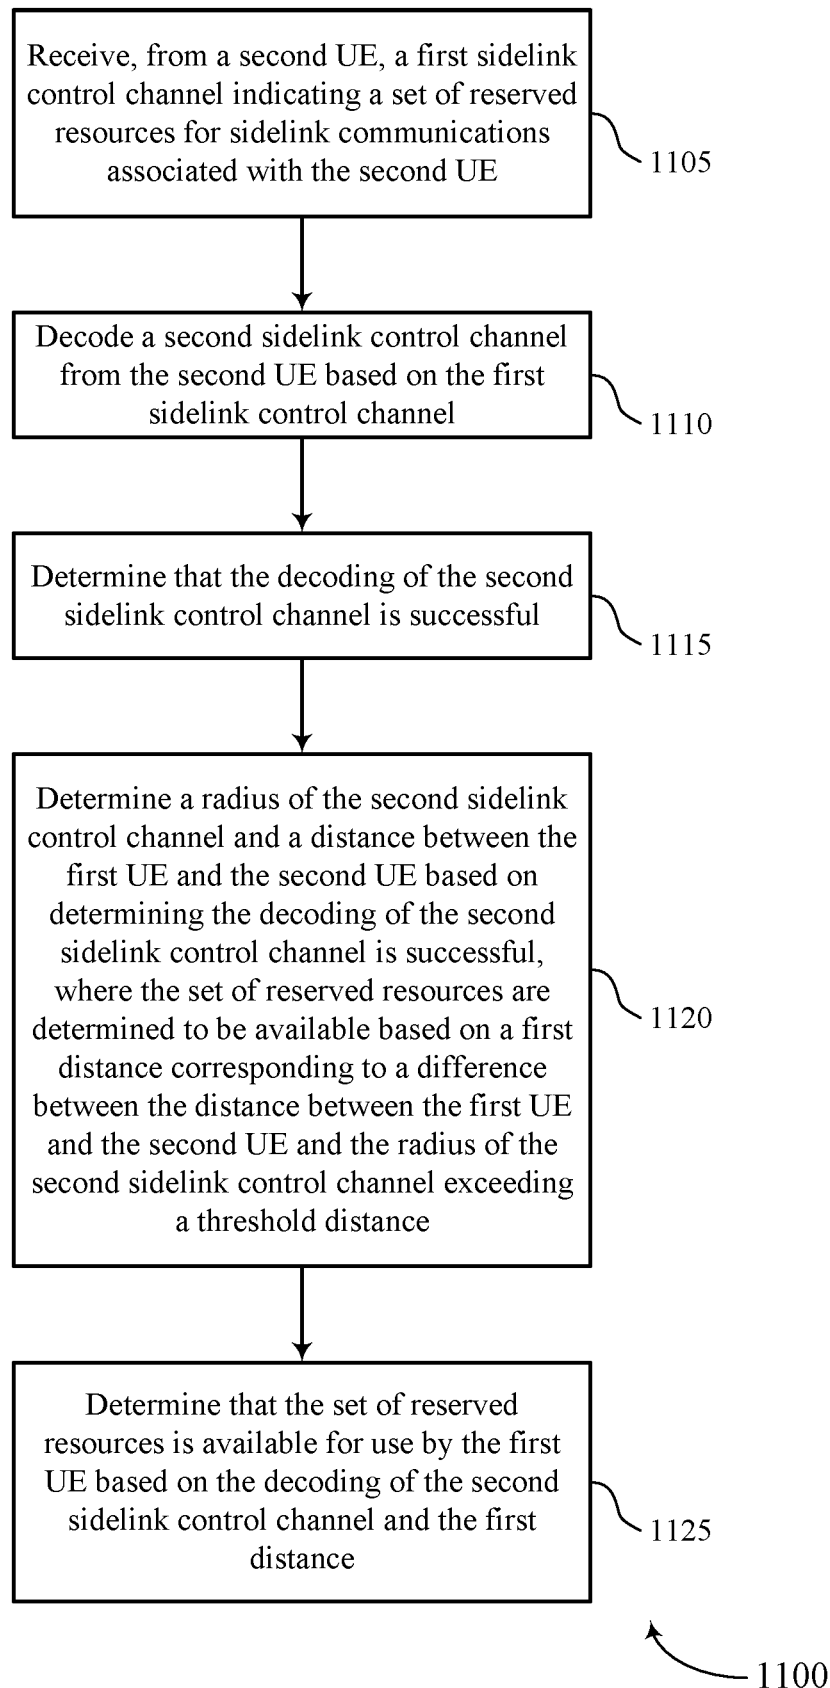 Receive, from a second UE, a first sidelink
control channel indicating a set of reserved
resources for sidelink communications
associated with the second UE
1105
Decode a second sidelink control channel
from the second UE based on the first
sidelink control channel
1110
Determine that the decoding of the second
sidelink control channel is successful
1115
Determine a radius of the second sidelink
control channel and a distance between the
first UE and the second UE based on
determining the decoding of the second
sidelink control channel is successful,
where the set of reserved resources are
determined to be available based on a first
distance corresponding to a difference
between the distance between the first UE
and the second UE and the radius of the
second sidelink control channel exceeding
a threshold distance
1120
Determine that the set of reserved
resources is available for use by the first
UE based on the decoding of the second
sidelink control channel and the first
distance
1125
1100